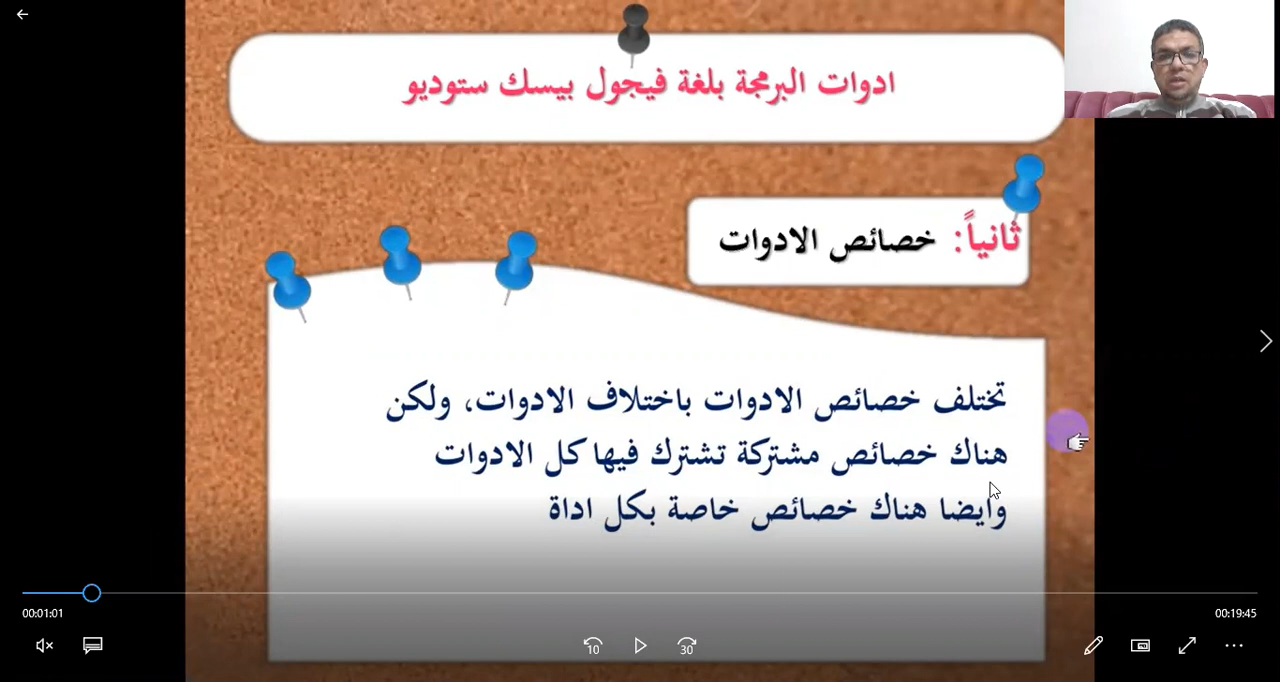 ادوات البرمجة بلغة فيجول بيسك ستوديو
ثانياً: خصائص الادوات
تختلف خصائص الادوات باختلاف الادوات، ولكن
هناك خصائص مشتركة تشترك فيها كل الادوات
وايضا هناك خصائص خاصة بكل اداة
00:01:01
00:19:45
10
30